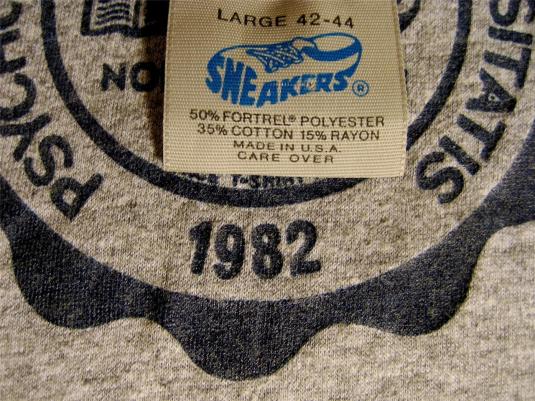 LARGE 42-44
SNEAKERS ®
50% FORTREL® POLYESTER
35% COTTON 15% RAYON
MADE IN U.S.A.
CARE OVER
NO
PSYCHO
SITATIS
T-SHIRT
1982